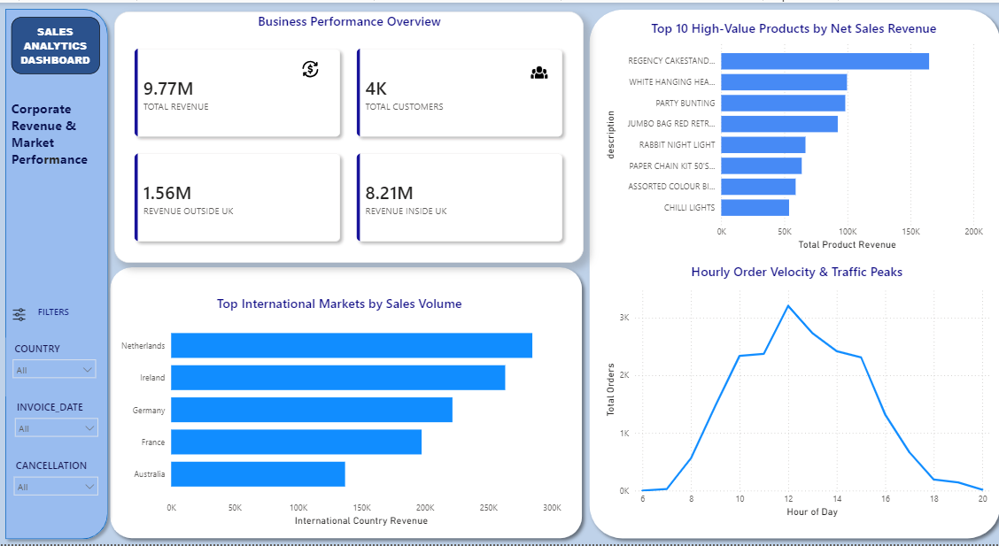 SALES
ANALYTICS
DASHBOARD
Corporate
Revenue &
Market
Performance
FILTERS
COUNTRY
All
INVOICE_DATE
All
CANCELLATION
All
Business Performance Overview
9.77M
TOTAL REVENUE
4K
TOTAL CUSTOMERS
1.56M
REVENUE OUTSIDE UK
8.21M
REVENUE INSIDE UK
Top International Markets by Sales Volume
Netherlands
Ireland
Germany
France
Australia
0K 50K 100K 150K 200K 250K 300K
International Country Revenue
Top 10 High-Value Products by Net Sales Revenue
description
REGENCY CAKESTAND...
WHITE HANGING HEA...
PARTY BUNTING
JUMBO BAG RED RETR...
RABBIT NIGHT LIGHT
PAPER CHAIN KIT 50'S...
ASSORTED COLOUR BI...
CHILLI LIGHTS
0K 50K 100K 150K 200K
Total Product Revenue
Hourly Order Velocity & Traffic Peaks
Total Orders
3K
2K
1K
0K
6 8 10 12 14 16 18 20
Hour of Day